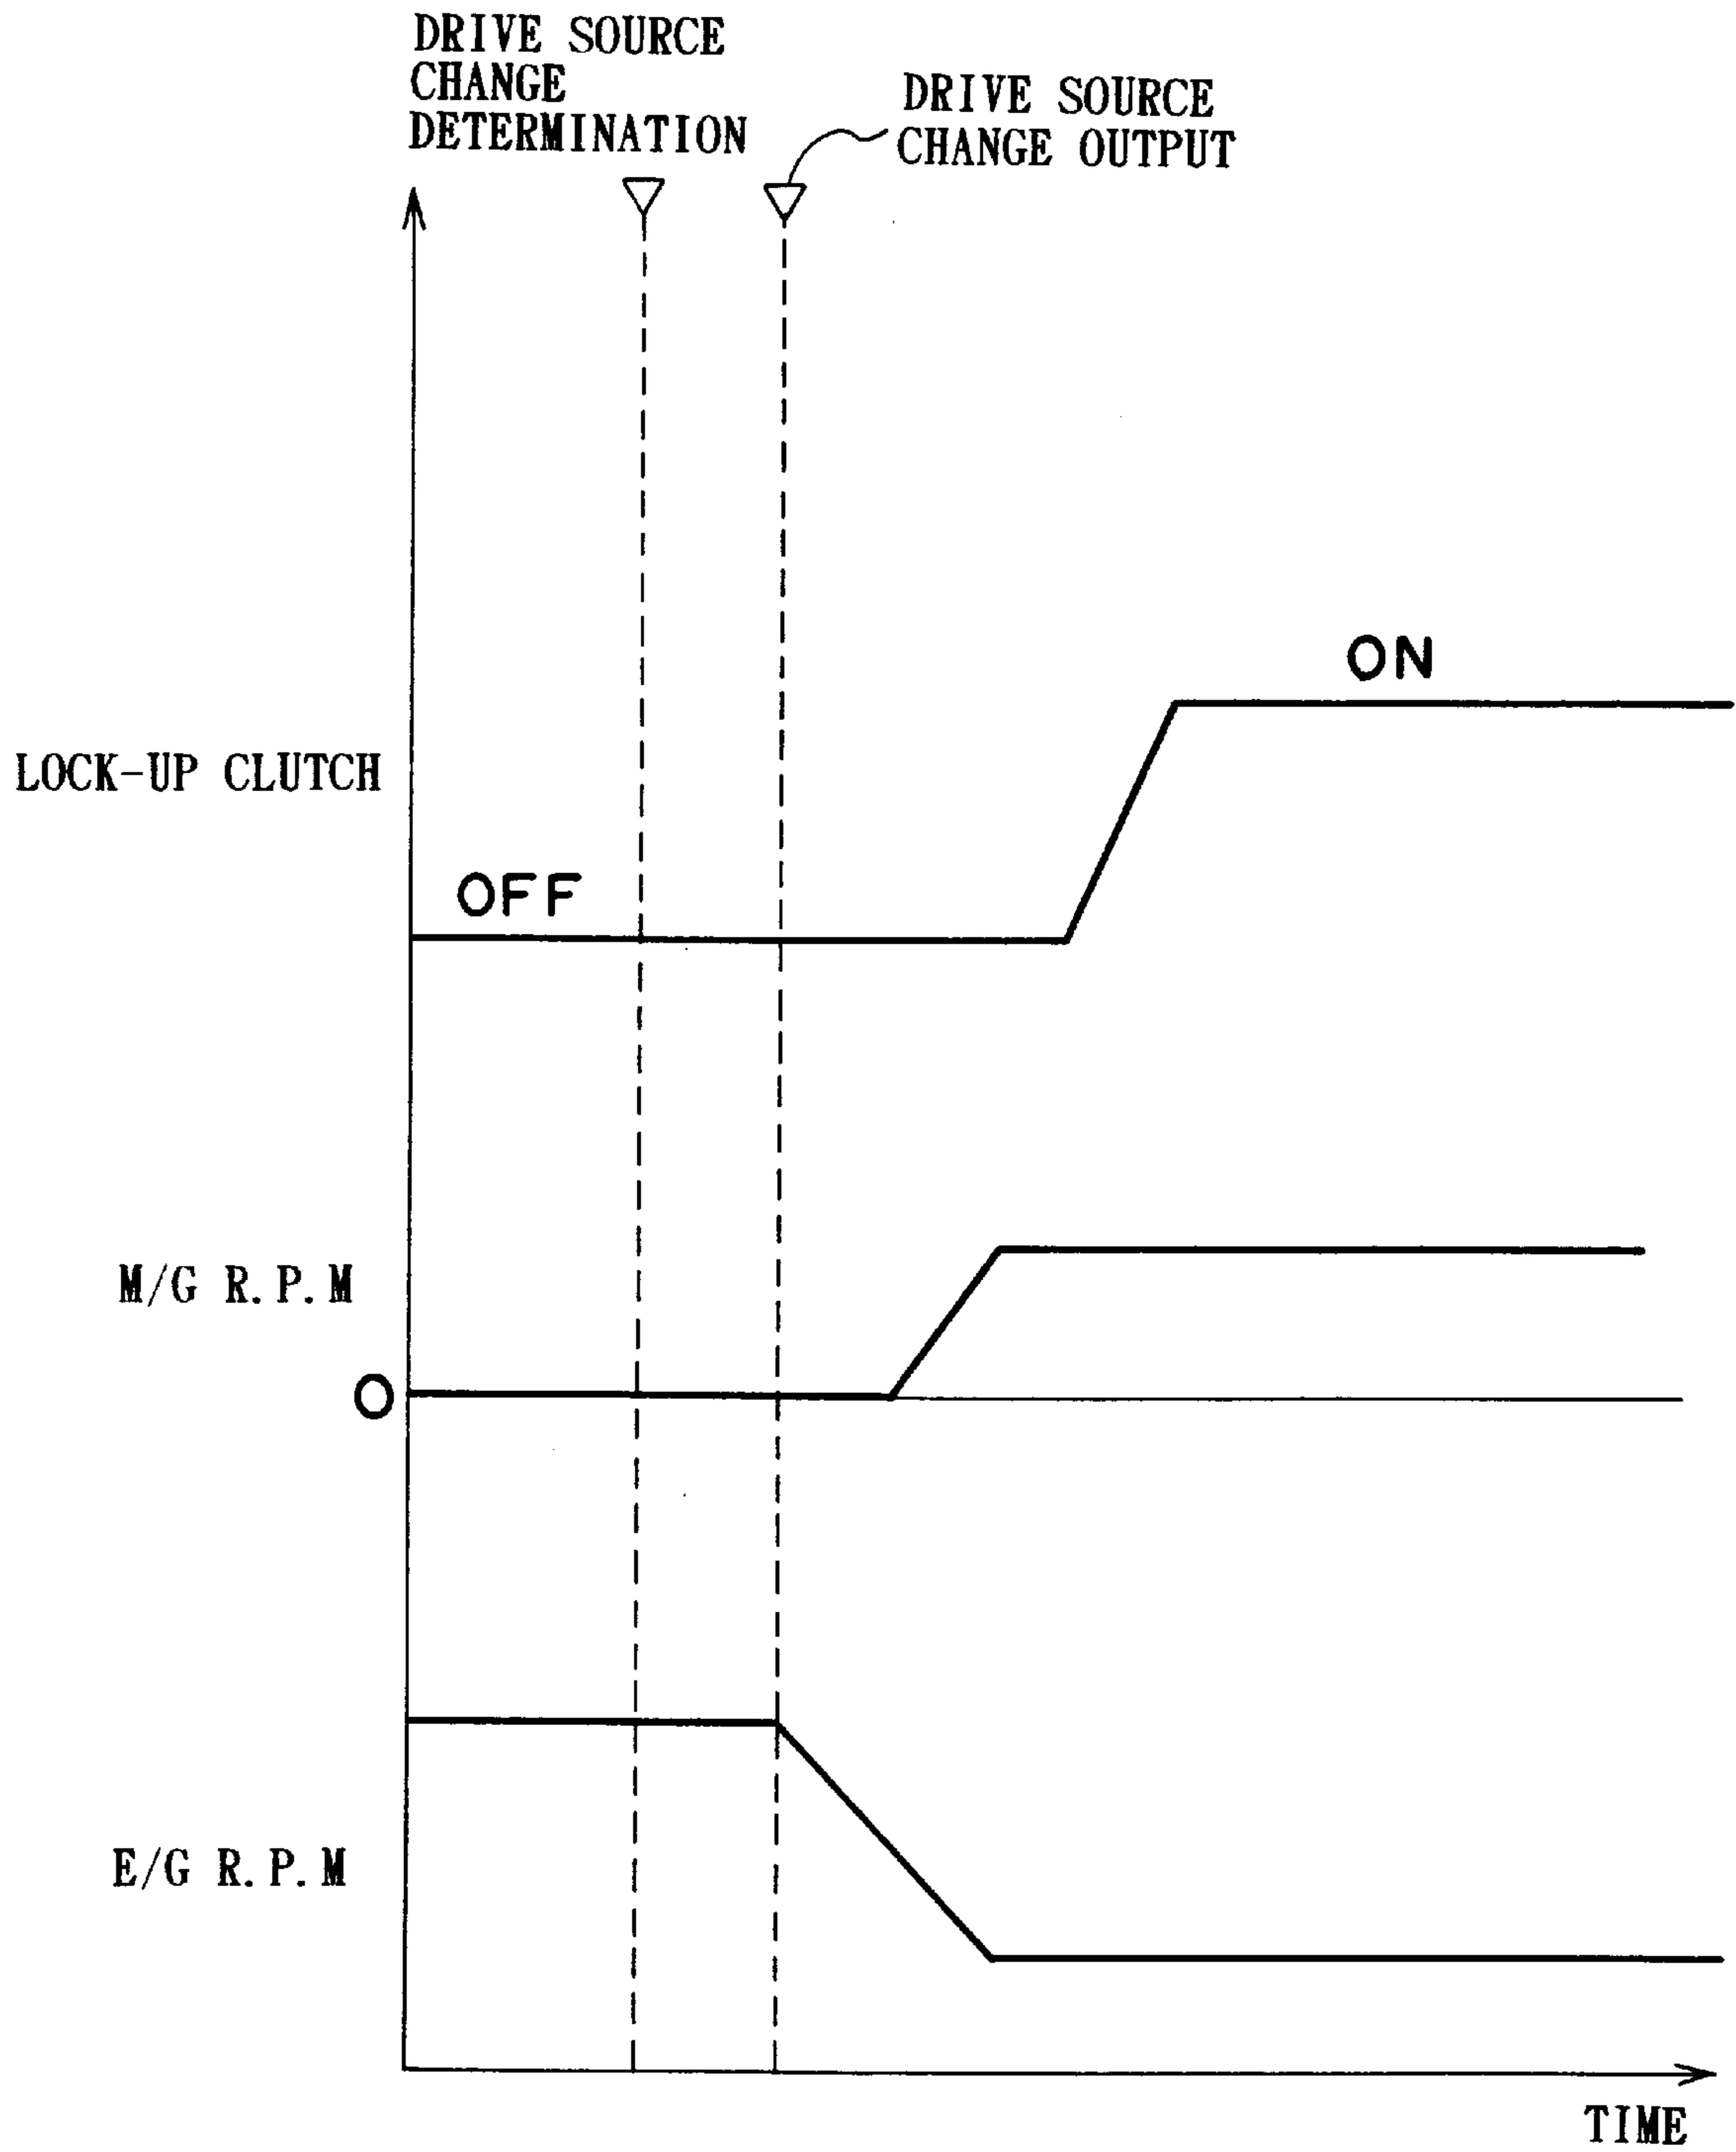 DRIVE SOURCE
CHANGE
DETERMINATION
DRIVE SOURCE
CHANGE OUTPUT
ON
LOCK-UP CLUTCH
OFF
M/G R.P.M
O
E/G R.P.M
TIME